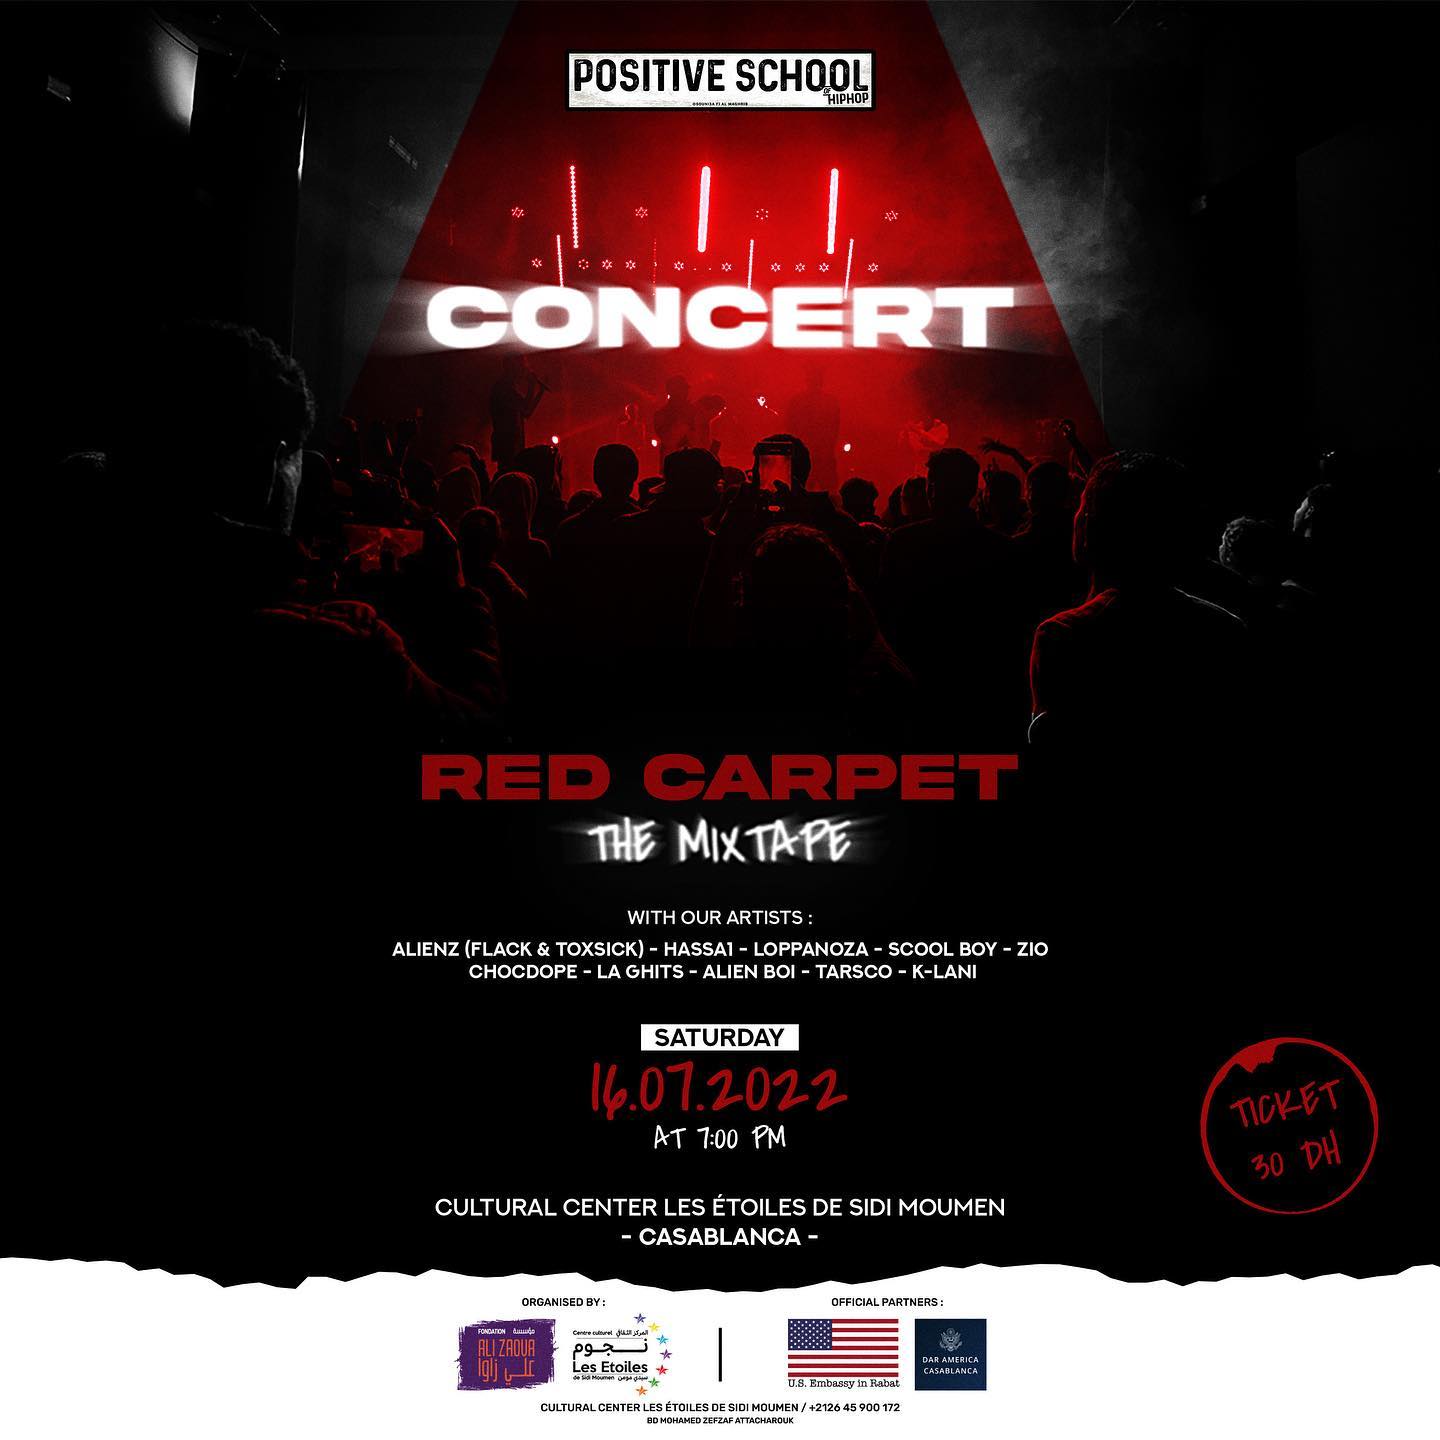 POSITIVE SCHOOL
OF HIPHOP
CONCERT
RED CARPET
THE MIXTAPE
WITH OUR ARTISTS :
ALIENZ (FLACK & TOXSICK) - HASSA1 - LOPPANOZA - SCOOL BOY - ZIO
CHOCDOPE - LA GHITS - ALIEN BOI - TARSCO - K-LANI
SATURDAY
16.07.2022
AT 7:00 PM
TICKET
30 DH
CULTURAL CENTER LES ÉTOILES DE SIDI MOUMEN
- CASABLANCA -
ORGANISED BY :
FONDATION مؤسسة
ALI ZAOUA
علي زاوا
Centre culturel المركز الثقافي
نجوم
Les Etoiles
de Sidi Moumen سيدي مومن
OFFICIAL PARTNERS :
U.S. Embassy in Rabat
DAR AMERICA
CASABLANCA
CULTURAL CENTER LES ÉTOILES DE SIDI MOUMEN / +2126 45 900 172
BD MOHAMED ZEFZAF ATTACHAROUK